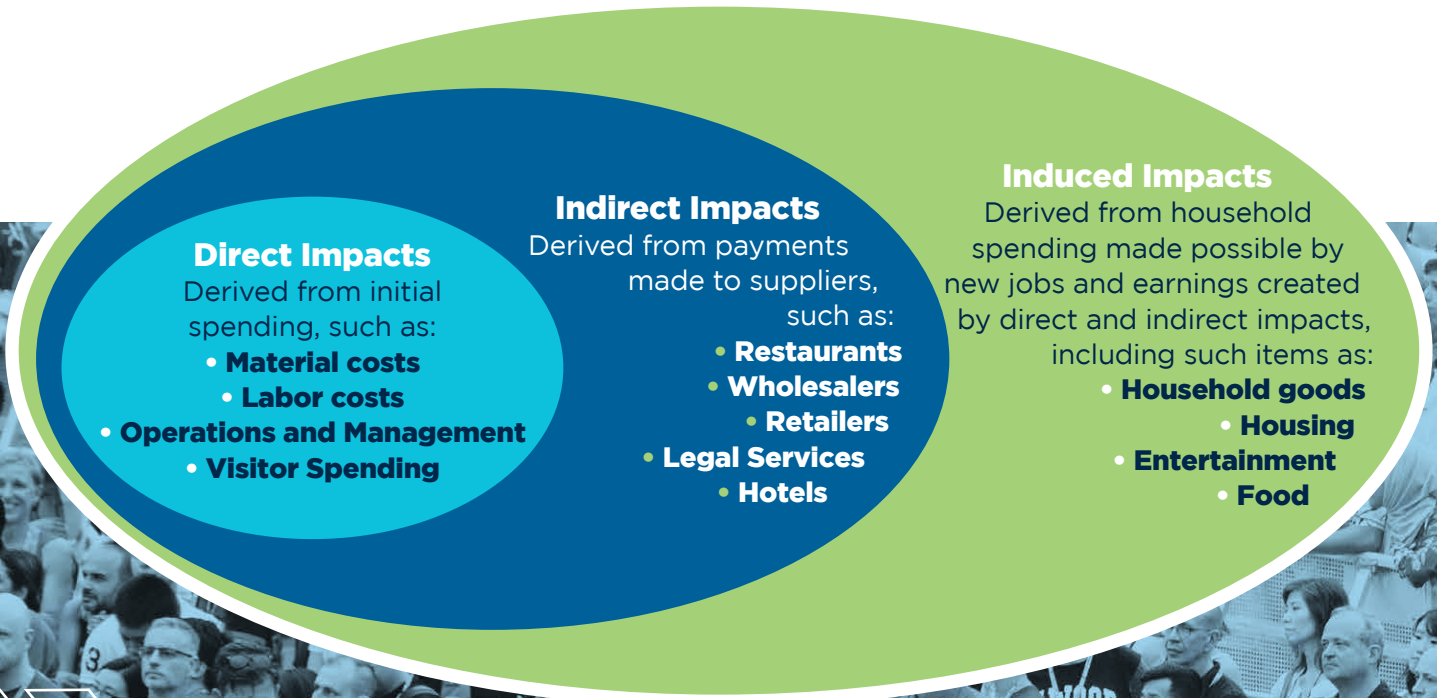 Direct Impacts
Derived from initial
spending, such as:
• Material costs
• Labor costs
• Operations and Management
• Visitor Spending
Indirect Impacts
Derived from payments
made to suppliers,
such as:
• Restaurants
• Wholesalers
• Retailers
• Legal Services
• Hotels
Induced Impacts
Derived from household
spending made possible by
new jobs and earnings created
by direct and indirect impacts,
including such items as:
• Household goods
• Housing
• Entertainment
• Food
3